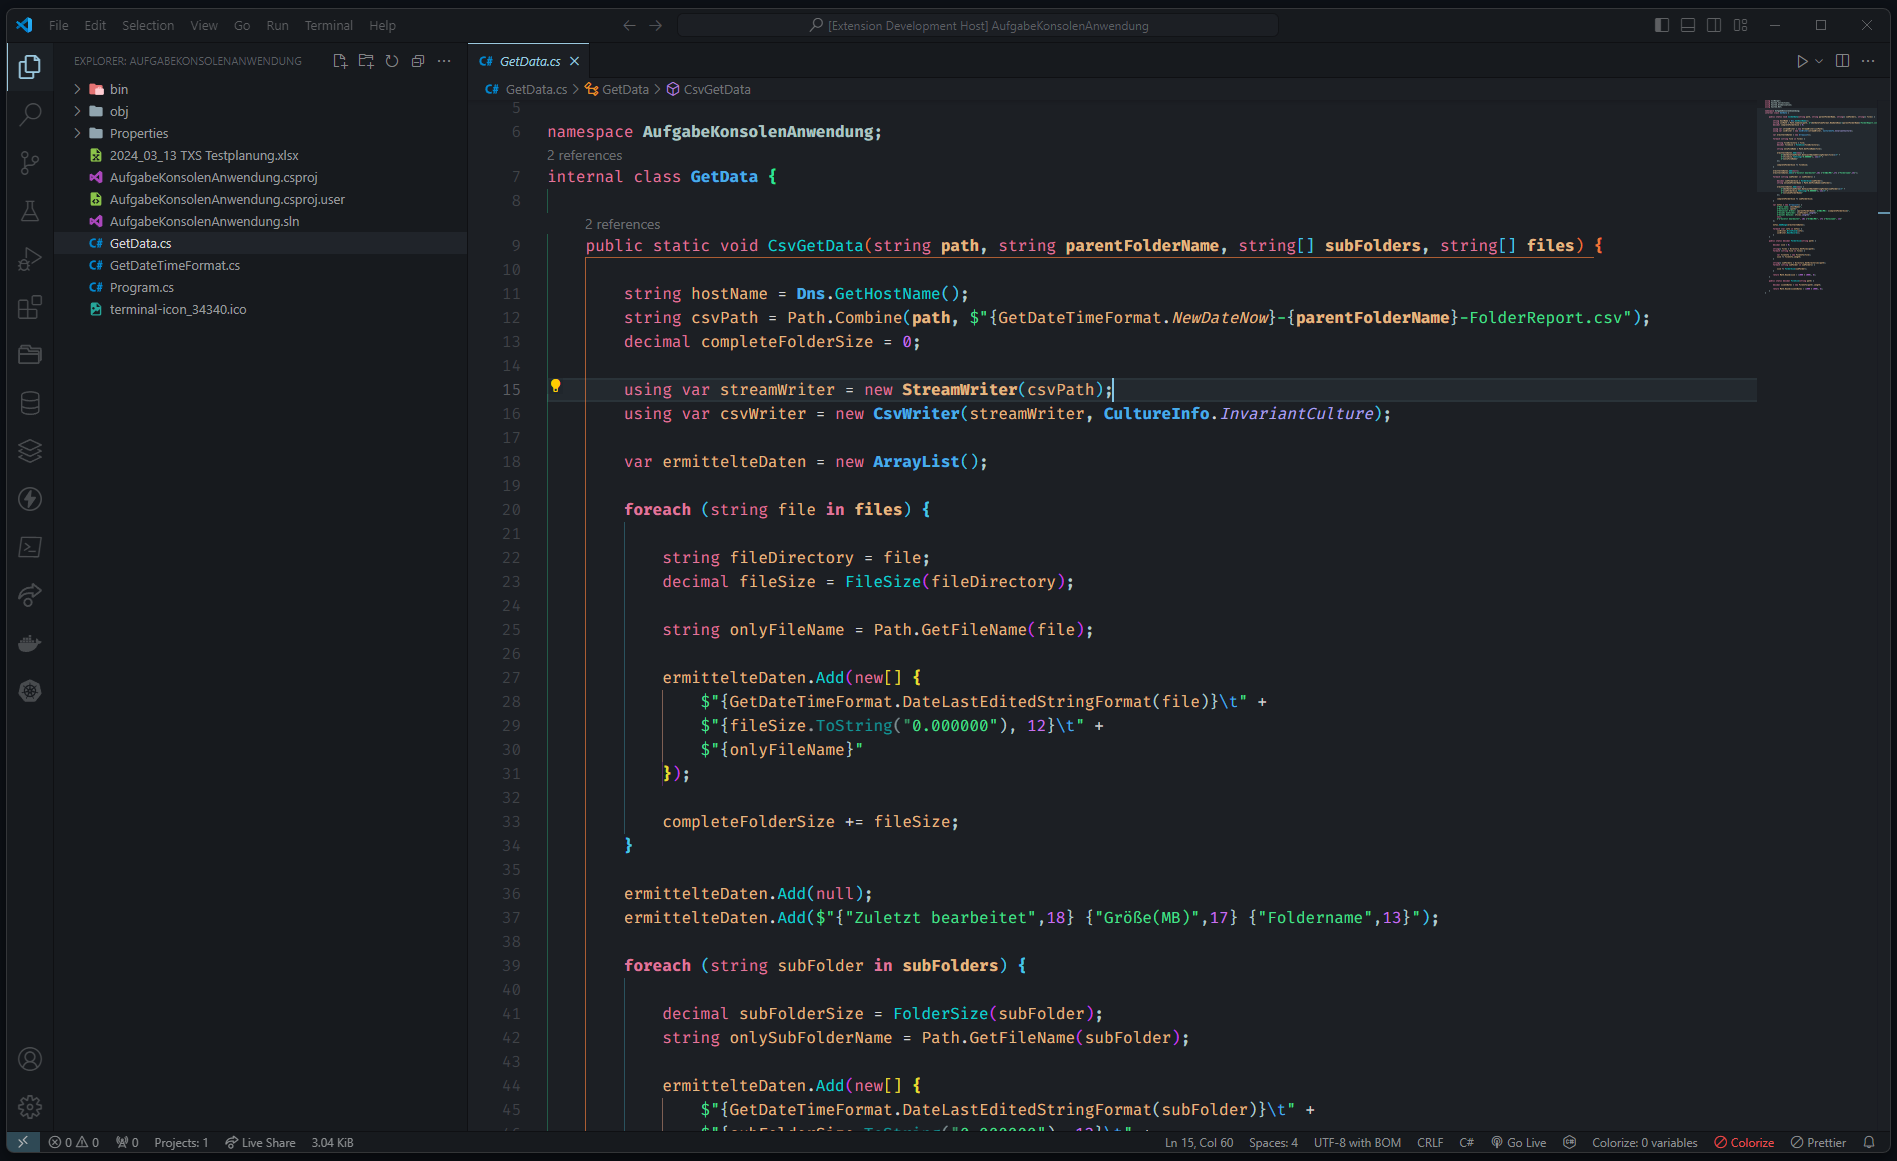 File Edit Selection View Go Run Terminal Help
[Extension Development Host] AufgabeKonsolenAnwendung
EXPLORER: AUFGABEKONSOLENANWENDUNG
bin
obj
Properties
2024_03_13 TXS Testplanung.xlsx
AufgabeKonsolenAnwendung.csproj
AufgabeKonsolenAnwendung.csproj.user
AufgabeKonsolenAnwendung.sln
C# GetData.cs
C# GetDateTimeFormat.cs
C# Program.cs
terminal-icon_34340.ico
C# GetData.cs
C# GetData.cs > GetData > CsvGetData
5
6 namespace AufgabeKonsolenAnwendung;
2 references
7 internal class GetData {
8
2 references
9 public static void CsvGetData(string path, string parentFolderName, string[] subFolders, string[] files) {
10
11 string hostName = Dns.GetHostName();
12 string csvPath = Path.Combine(path, $"{GetDateTimeFormat.NewDateNow}-{parentFolderName}-FolderReport.csv");
13 decimal completeFolderSize = 0;
14
15 using var streamWriter = new StreamWriter(csvPath);
16 using var csvWriter = new CsvWriter(streamWriter, CultureInfo.InvariantCulture);
17
18 var ermittelteDaten = new ArrayList();
19
20 foreach (string file in files) {
21
22 string fileDirectory = file;
23 decimal fileSize = FileSize(fileDirectory);
24
25 string onlyFileName = Path.GetFileName(file);
26
27 ermittelteDaten.Add(new[] {
28 $"{GetDateTimeFormat.DateLastEditedStringFormat(file)}\t" +
29 $"{fileSize.ToString("0.000000"), 12}\t" +
30 $"{onlyFileName}"
31 });
32
33 completeFolderSize += fileSize;
34 }
35
36 ermittelteDaten.Add(null);
37 ermittelteDaten.Add($"{"Zuletzt bearbeitet",18} {"Größe(MB)",17} {"Foldername",13}");
38
39 foreach (string subFolder in subFolders) {
40
41 decimal subFolderSize = FolderSize(subFolder);
42 string onlySubFolderName = Path.GetFileName(subFolder);
43
44 ermittelteDaten.Add(new[] {
45 $"{GetDateTimeFormat.DateLastEditedStringFormat(subFolder)}\t" +
46 $"{subFolderSize.ToString("0.000000"), 12}\t" +
0 0 0 Projects: 1 Live Share 3.04 KiB Ln 15, Col 60 Spaces: 4 UTF-8 with BOM CRLF C# Go Live Colorize: 0 variables Colorize Prettier